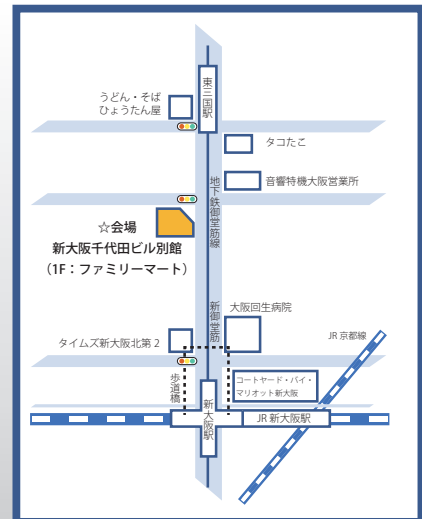 うどん・そば
ひょうたん屋
東三国駅
タコたこ
音響特機大阪営業所
地下鉄御堂筋線
☆会場
新大阪千代田ビル別館
（1F：ファミリーマート）
新御堂筋
大阪回生病院
タイムズ新大阪北第2
JR京都線
歩道橋
コートヤード・バイ・
マリオット新大阪
新大阪駅
JR新大阪駅